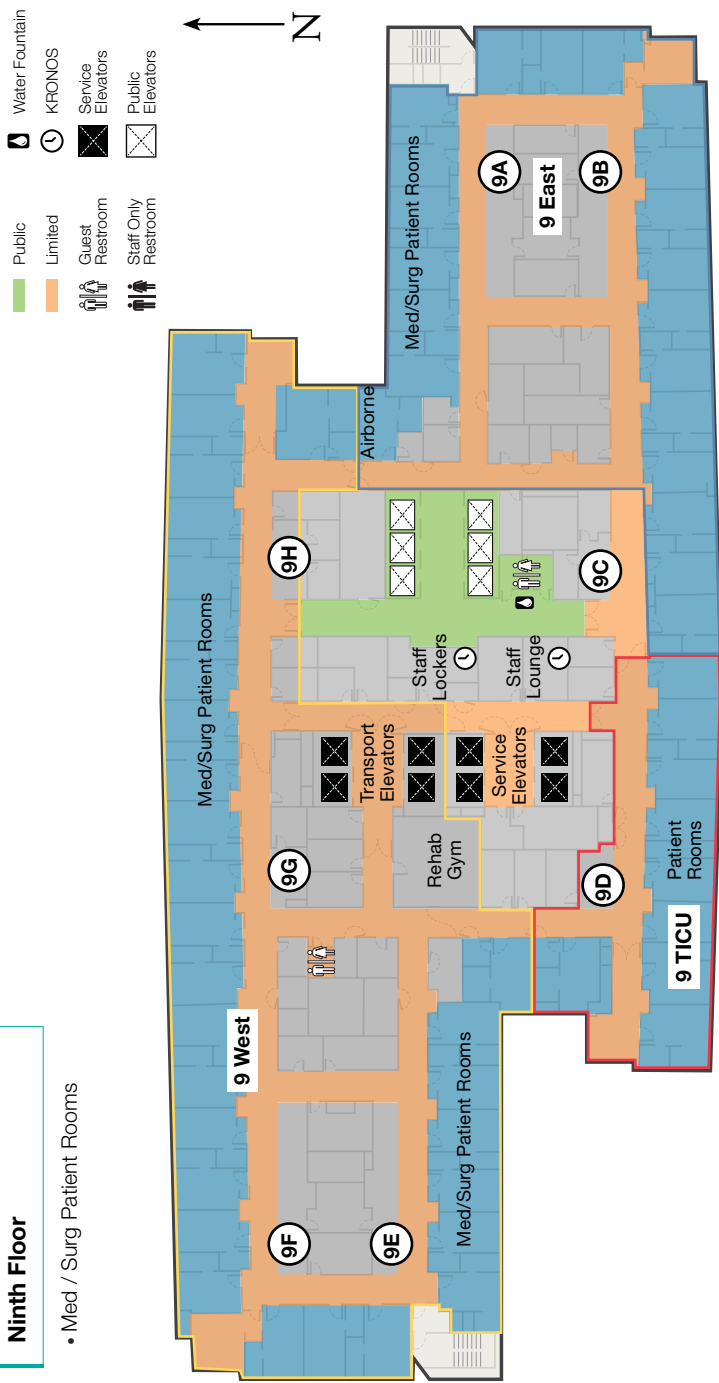 Ninth Floor
• Med / Surg Patient Rooms
Public
Limited
Guest
Restroom
Staff Only
Restroom
Water Fountain
KRONOS
Service
Elevators
Public
Elevators
N
Med/Surg Patient Rooms
9 West
9F
9E
9G
9H
Med/Surg Patient Rooms
Transport
Elevators
Rehab
Gym
Service
Elevators
Staff
Lockers
Staff
Lounge
9C
9D
9 TICU
Patient
Rooms
Airborne
Med/Surg Patient Rooms
9A
9 East
9B